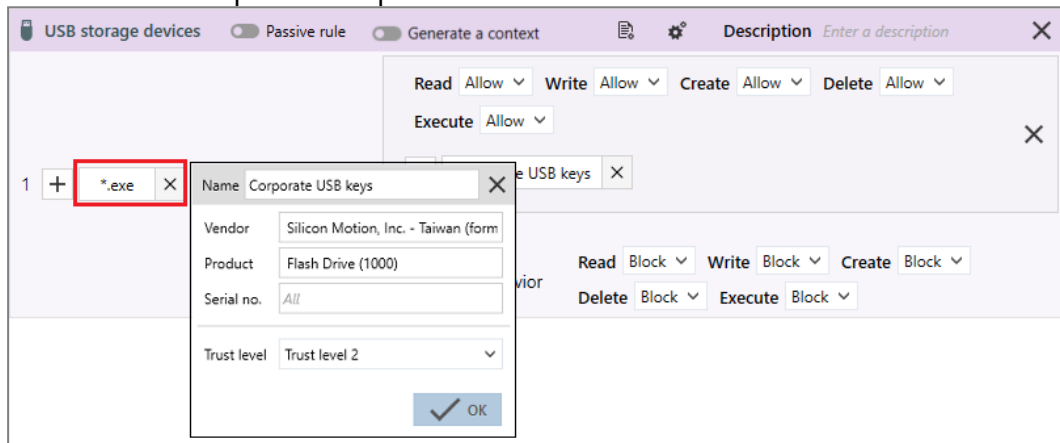 USB storage devices Passive rule Generate a context Description Enter a description
Read Allow Write Allow Create Allow Delete Allow
Execute Allow
e USB keys
1 *.exe
Name Corporate USB keys
Vendor Silicon Motion, Inc. - Taiwan (form
Product Flash Drive (1000)
Serial no. All
Trust level Trust level 2
OK
vior
Read Block Write Block Create Block
Delete Block Execute Block